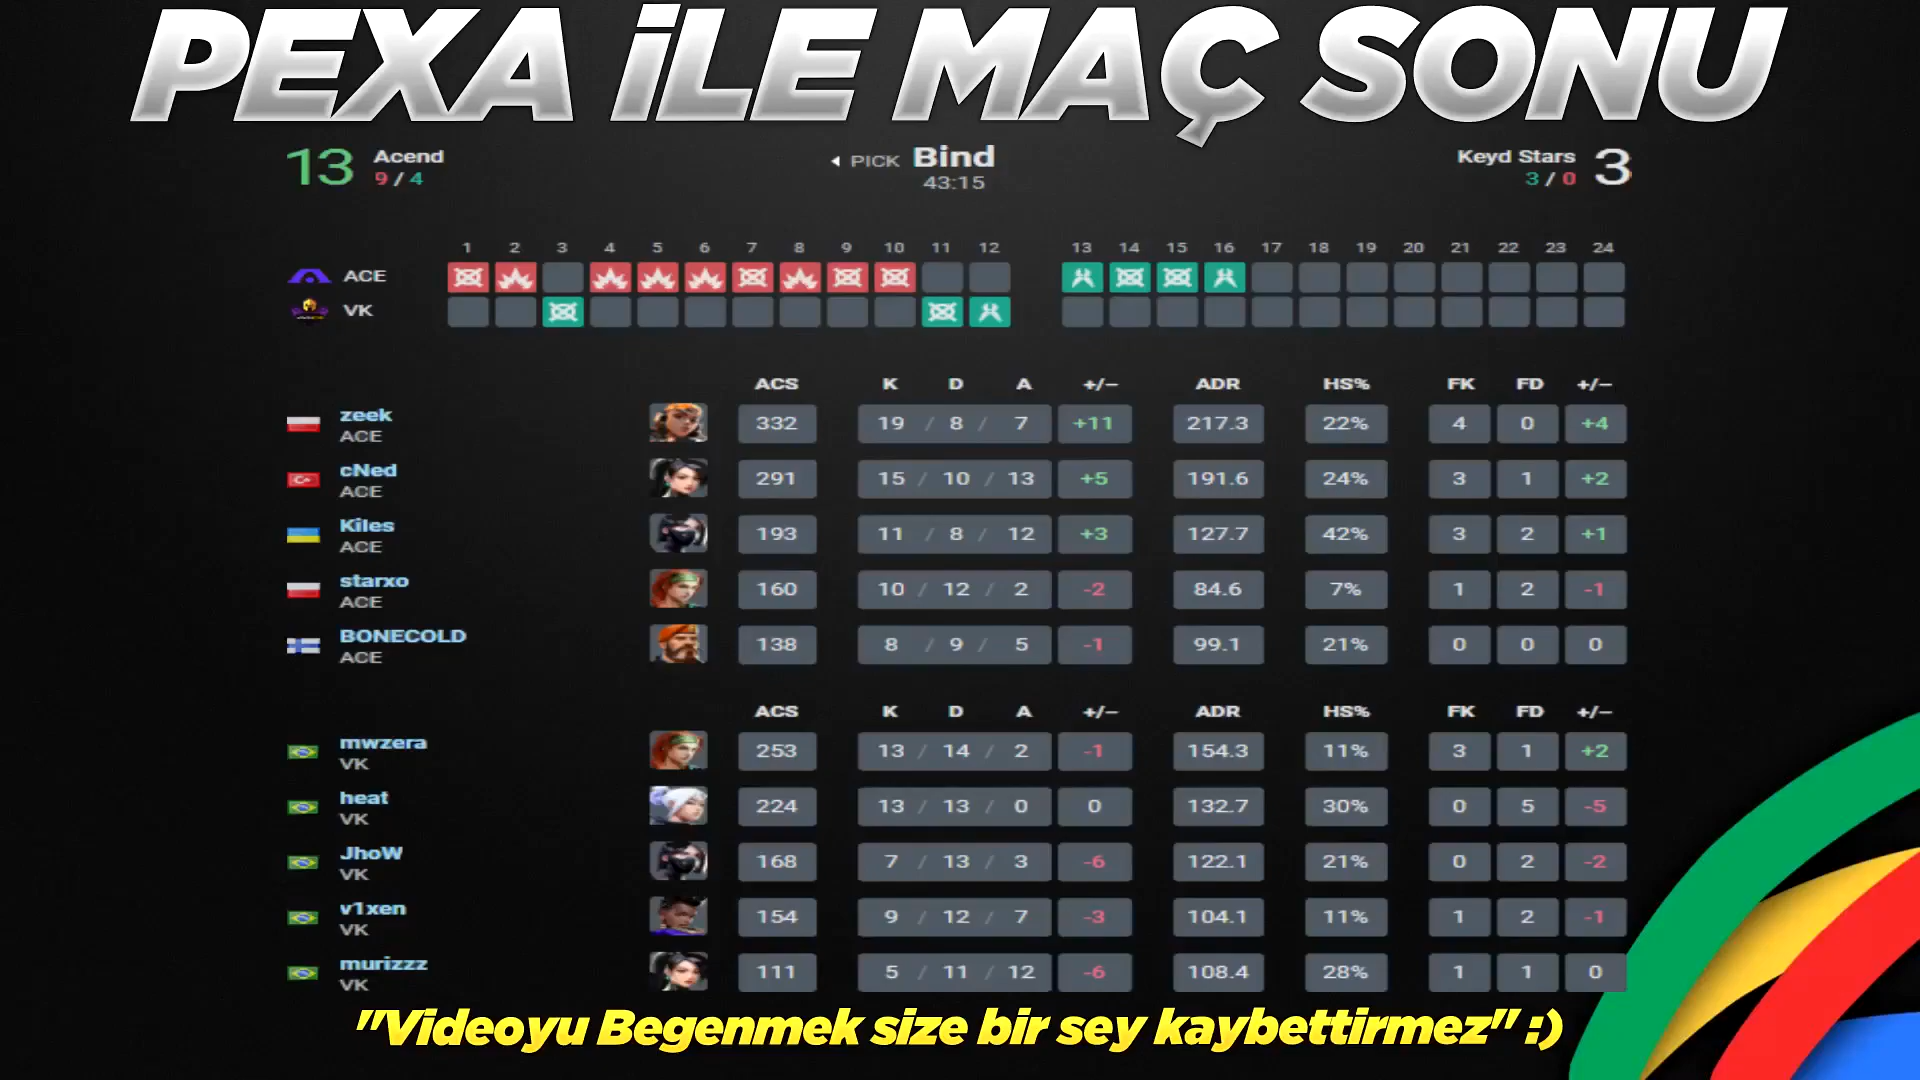 PEXA iLE MAÇ SONU
13 Acend 9 / 4 PICK Bind 43:15 Keyd Stars 3 / 0 3
1 2 3 4 5 6 7 8 9 10 11 12 13 14 15 16 17 18 19 20 21 22 23 24
ACE
VK
ACS K D A +/– ADR HS% FK FD +/–
zeek ACE 332 19 / 8 / 7 +11 217.3 22% 4 0 +4
cNed ACE 291 15 / 10 / 13 +5 191.6 24% 3 1 +2
Kiles ACE 193 11 / 8 / 12 +3 127.7 42% 3 2 +1
starxo ACE 160 10 / 12 / 2 -2 84.6 7% 1 2 -1
BONECOLD ACE 138 8 / 9 / 5 -1 99.1 21% 0 0 0
ACS K D A +/– ADR HS% FK FD +/–
mwzera VK 253 13 / 14 / 2 -1 154.3 11% 3 1 +2
heat VK 224 13 / 13 / 0 0 132.7 30% 0 5 -5
JhoW VK 168 7 / 13 / 3 -6 122.1 21% 0 2 -2
v1xen VK 154 9 / 12 / 7 -3 104.1 11% 1 2 -1
murizzz VK 111 5 / 11 / 12 -6 108.4 28% 1 1 0
"Videoyu Begenmek size bir sey kaybettirmez" :)